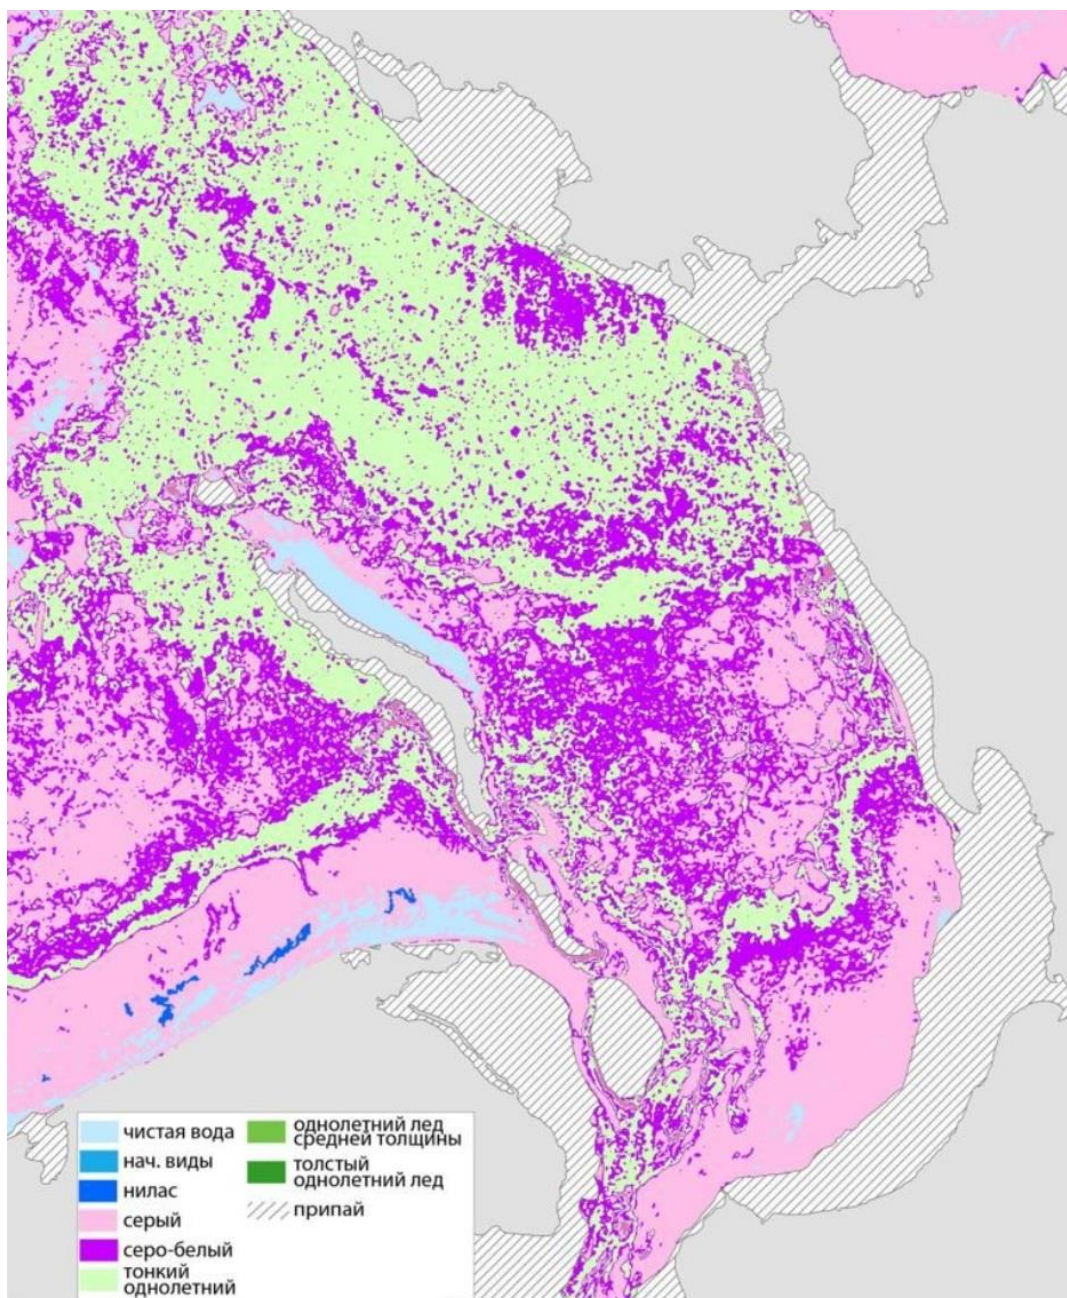 чистая вода
нач. виды
нилас
серый
серо-белый
тонкий
однолетний
однолетний лед
средней толщины
толстый
однолетний лед
припай